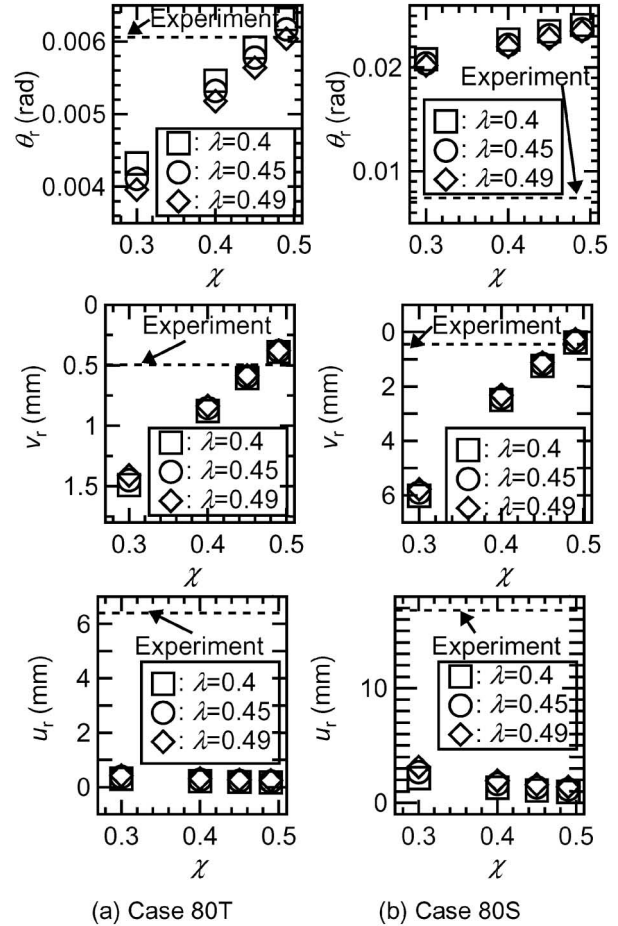 0.006
0.005
0.004
θr (rad)
Experiment
□: λ=0.4
○: λ=0.45
◇: λ=0.49
0.3 0.4 0.5
χ
0.02
0.01
θr (rad)
Experiment
□: λ=0.4
○: λ=0.45
◇: λ=0.49
0.3 0.4 0.5
χ
0
0.5
1
1.5
vr (mm)
Experiment
□: λ=0.4
○: λ=0.45
◇: λ=0.49
0.3 0.4 0.5
χ
0
2
4
6
vr (mm)
Experiment
□: λ=0.4
○: λ=0.45
◇: λ=0.49
0.3 0.4 0.5
χ
6
4
2
0
ur (mm)
Experiment
□: λ=0.4
○: λ=0.45
◇: λ=0.49
0.3 0.4 0.5
χ
10
0
ur (mm)
Experiment
□: λ=0.4
○: λ=0.45
◇: λ=0.49
0.3 0.4 0.5
χ
(a) Case 80T
(b) Case 80S